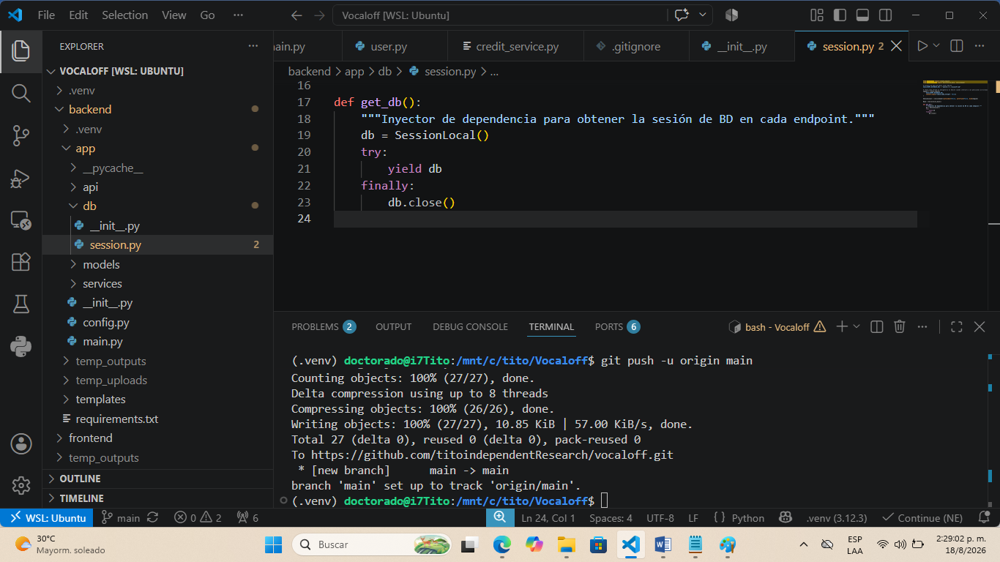 File Edit Selection View Go ··· Vocaloff [WSL: Ubuntu]
EXPLORER ···
VOCALOFF [WSL: UBUNTU]
.venv
backend
.venv
app
__pycache__
api
db
__init__.py
session.py 2
models
services
__init__.py
config.py
main.py
temp_outputs
temp_uploads
templates
requirements.txt
frontend
temp_outputs
OUTLINE
TIMELINE
ain.py user.py credit_service.py .gitignore __init__.py session.py 2
backend > app > db > session.py > ...
16
17 def get_db():
18 """Inyector de dependencia para obtener la sesión de BD en cada endpoint."""
19 db = SessionLocal()
20 try:
21 yield db
22 finally:
23 db.close()
24
PROBLEMS 2 OUTPUT DEBUG CONSOLE TERMINAL PORTS 6 bash - Vocaloff
(.venv) doctorado@i7Tito:/mnt/c/tito/Vocaloff$ git push -u origin main
Counting objects: 100% (27/27), done.
Delta compression using up to 8 threads
Compressing objects: 100% (26/26), done.
Writing objects: 100% (27/27), 10.85 KiB | 57.00 KiB/s, done.
Total 27 (delta 0), reused 0 (delta 0), pack-reused 0
To https://github.com/titoindependentResearch/vocaloff.git
* [new branch] main -> main
branch 'main' set up to track 'origin/main'.
(.venv) doctorado@i7Tito:/mnt/c/tito/Vocaloff$
WSL: Ubuntu main 0 2 6 Ln 24, Col 1 Spaces: 4 UTF-8 LF {} Python .venv (3.12.3) Continue (NE)
30°C
Mayorm. soleado
Buscar
ESP
LAA
2:29:02 p. m.
18/8/2026